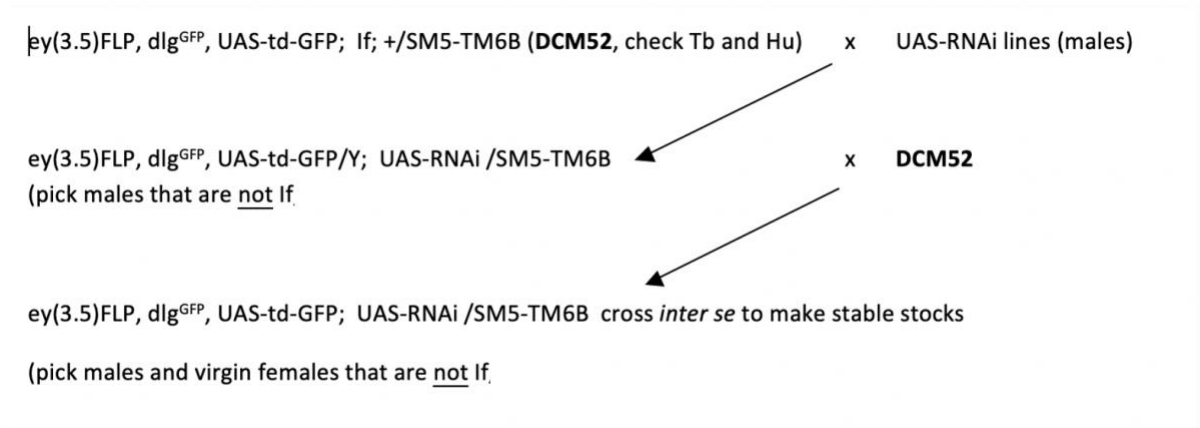 ey(3.5)FLP, dlgGFP, UAS-td-GFP; If; +/SM5-TM6B (DCM52, check Tb and Hu) x UAS-RNAi lines (males)
ey(3.5)FLP, dlgGFP, UAS-td-GFP/Y; UAS-RNAi /SM5-TM6B x DCM52
(pick males that are not If
ey(3.5)FLP, dlgGFP, UAS-td-GFP; UAS-RNAi /SM5-TM6B cross inter se to make stable stocks
(pick males and virgin females that are not If